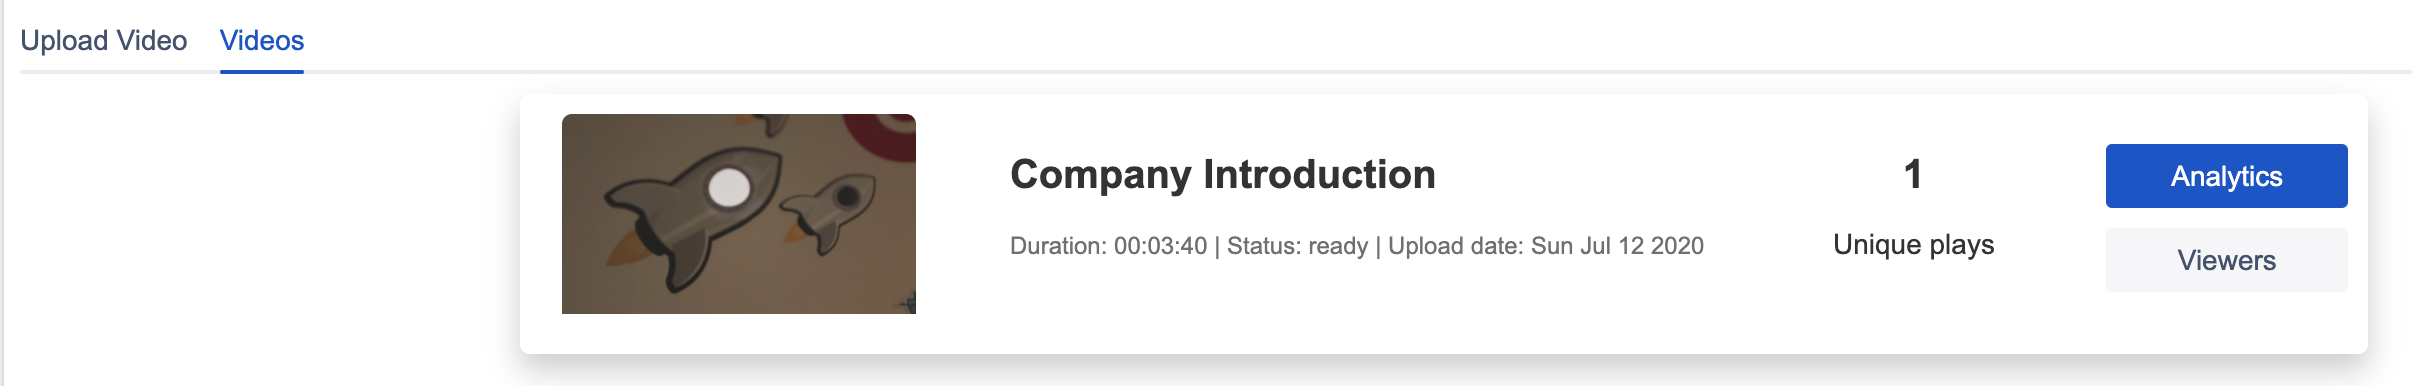 Upload Video Videos
Company Introduction
Duration: 00:03:40 | Status: ready | Upload date: Sun Jul 12 2020
1
Unique plays
Analytics
Viewers